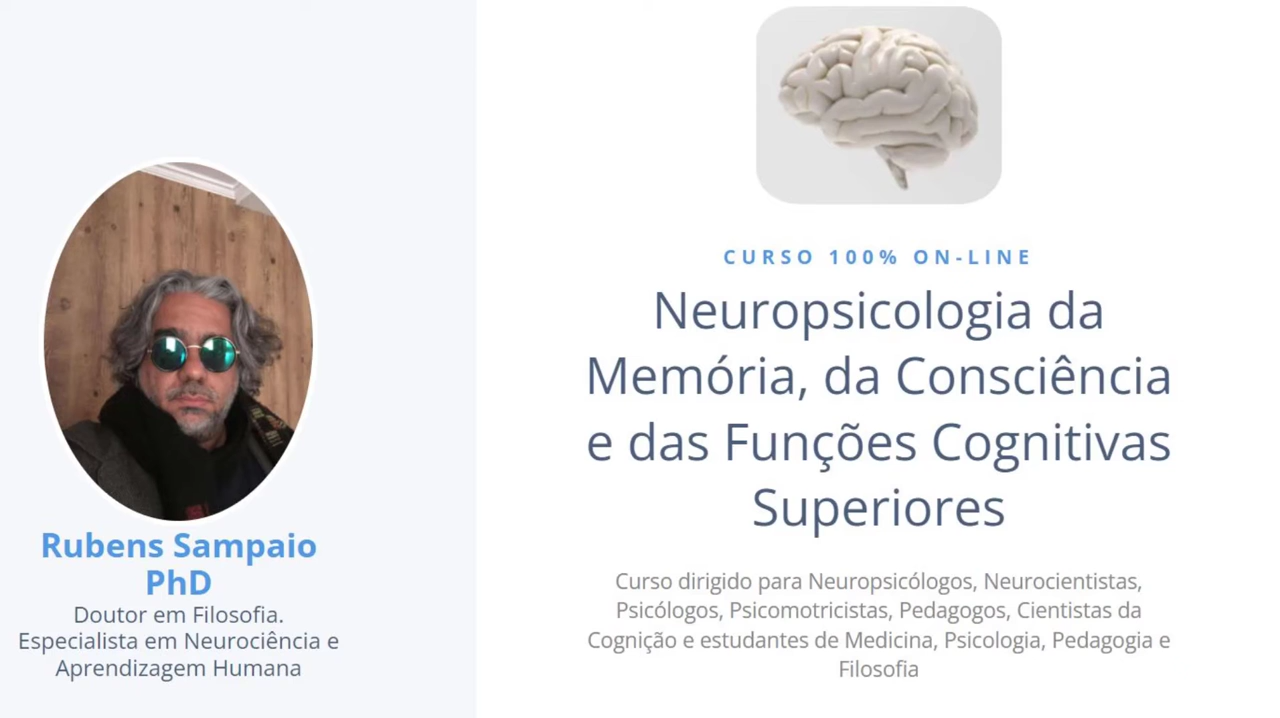 CURSO 100% ON-LINE
Neuropsicologia da
Memória, da Consciência
e das Funções Cognitivas
Superiores
Curso dirigido para Neuropsicólogos, Neurocientistas,
Psicólogos, Psicomotricistas, Pedagogos, Cientistas da
Cognição e estudantes de Medicina, Psicologia, Pedagogia e
Filosofia
Rubens Sampaio
PhD
Doutor em Filosofia.
Especialista em Neurociência e
Aprendizagem Humana